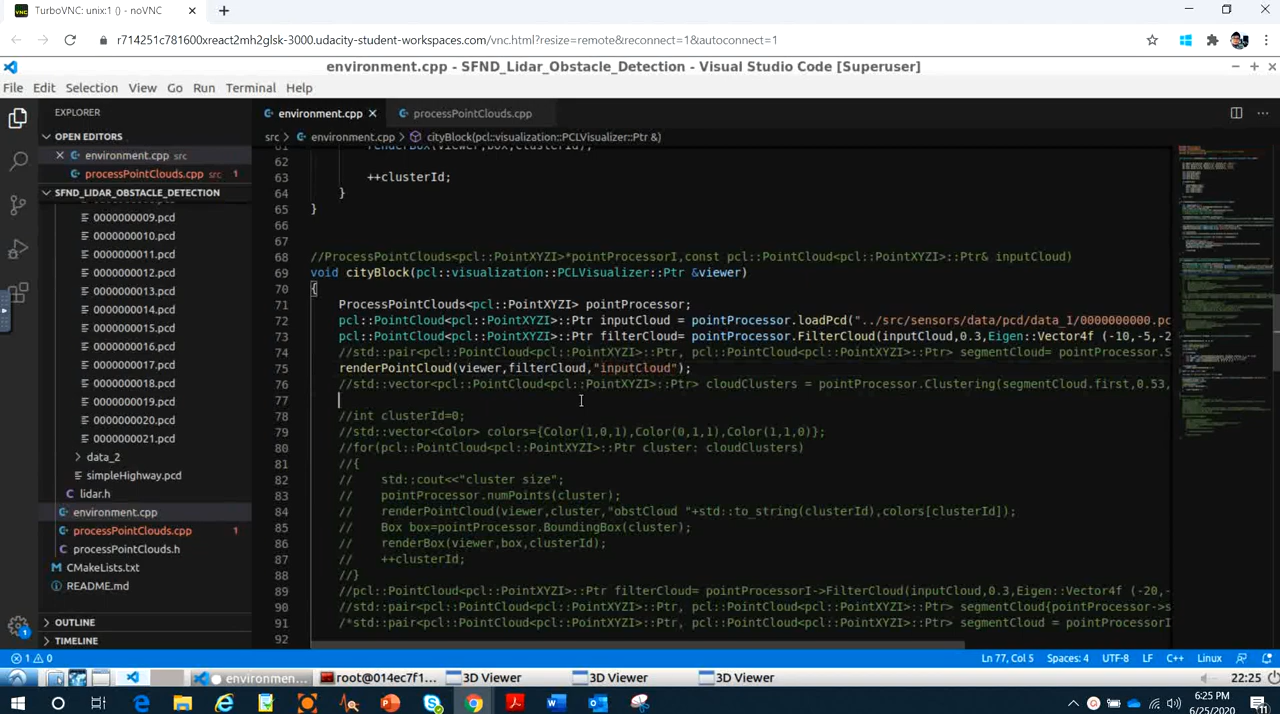 TurboVNC: unix:1 () - noVNC
r714251c781600xreact2mh2glsk-3000.udacity-student-workspaces.com/vnc.html?resize=remote&reconnect=1&autoconnect=1
environment.cpp - SFND_Lidar_Obstacle_Detection - Visual Studio Code [Superuser]
File Edit Selection View Go Run Terminal Help
EXPLORER
OPEN EDITORS
environment.cpp src
processPointClouds.cpp src 1
SFND_LIDAR_OBSTACLE_DETECTION
0000000009.pcd
0000000010.pcd
0000000011.pcd
0000000012.pcd
0000000013.pcd
0000000014.pcd
0000000015.pcd
0000000016.pcd
0000000017.pcd
0000000018.pcd
0000000019.pcd
0000000020.pcd
0000000021.pcd
data_2
simpleHighway.pcd
lidar.h
environment.cpp
processPointClouds.cpp 1
processPointClouds.h
CMakeLists.txt
README.md
OUTLINE
TIMELINE
environment.cpp processPointClouds.cpp
src > environment.cpp > cityBlock(pcl::visualization::PCLVisualizer::Ptr &)
61 renderBox(viewer,box,clusterId);
62
63 ++clusterId;
64 }
65 }
66
67
68 //ProcessPointClouds<pcl::PointXYZI>*pointProcessorI,const pcl::PointCloud<pcl::PointXYZI>::Ptr& inputCloud)
69 void cityBlock(pcl::visualization::PCLVisualizer::Ptr &viewer)
70 {
71 ProcessPointClouds<pcl::PointXYZI> pointProcessor;
72 pcl::PointCloud<pcl::PointXYZI>::Ptr inputCloud = pointProcessor.loadPcd("../src/sensors/data/pcd/data_1/0000000000.pc
73 pcl::PointCloud<pcl::PointXYZI>::Ptr filterCloud= pointProcessor.FilterCloud(inputCloud,0.3,Eigen::Vector4f (-10,-5,-2
74 //std::pair<pcl::PointCloud<pcl::PointXYZI>::Ptr, pcl::PointCloud<pcl::PointXYZI>::Ptr> segmentCloud= pointProcessor.S
75 renderPointCloud(viewer,filterCloud,"inputCloud");
76 //std::vector<pcl::PointCloud<pcl::PointXYZI>::Ptr> cloudClusters = pointProcessor.Clustering(segmentCloud.first,0.53,
77
78 //int clusterId=0;
79 //std::vector<Color> colors={Color(1,0,1),Color(0,1,1),Color(1,1,0)};
80 //for(pcl::PointCloud<pcl::PointXYZI>::Ptr cluster: cloudClusters)
81 //{
82 // std::cout<<"cluster size";
83 // pointProcessor.numPoints(cluster);
84 // renderPointCloud(viewer,cluster,"obstCloud "+std::to_string(clusterId),colors[clusterId]);
85 // Box box=pointProcessor.BoundingBox(cluster);
86 // renderBox(viewer,box,clusterId);
87 // ++clusterId;
88 //}
89 //pcl::PointCloud<pcl::PointXYZI>::Ptr filterCloud= pointProcessorI->FilterCloud(inputCloud,0.3,Eigen::Vector4f (-20,-
90 //std::pair<pcl::PointCloud<pcl::PointXYZI>::Ptr, pcl::PointCloud<pcl::PointXYZI>::Ptr> segmentCloud{pointProcessor->s
91 /*std::pair<pcl::PointCloud<pcl::PointXYZI>::Ptr, pcl::PointCloud<pcl::PointXYZI>::Ptr> segmentCloud = pointProcessorI
92
1 0 Ln 77, Col 5 Spaces: 4 UTF-8 LF C++ Linux
environmen... root@014ec7f1... 3D Viewer 3D Viewer 3D Viewer 22:25
6:25 PM
6/25/2020